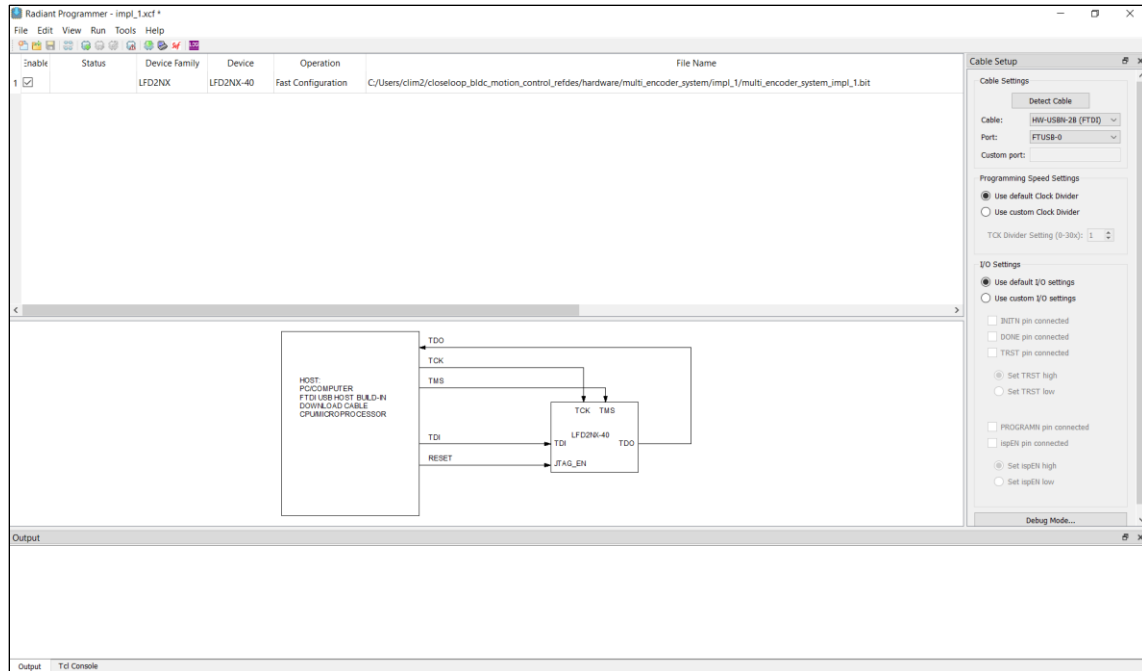 Radiant Programmer - impl_1.xcf *
File Edit View Run Tools Help
Enable Status Device Family Device Operation File Name
1 LFD2NX LFD2NX-40 Fast Configuration C:/Users/clim2/closeloop_bldc_motion_control_refdes/hardware/multi_encoder_system/impl_1/multi_encoder_system_impl_1.bit
Cable Setup
Cable Settings
Detect Cable
Cable: HW-USBN-2B (FTDI)
Port: FTUSB-0
Custom port:
Programming Speed Settings
Use default Clock Divider
Use custom Clock Divider
TCK Divider Setting (0-30x): 1
I/O Settings
Use default I/O settings
Use custom I/O settings
INITN pin connected
DONE pin connected
TRST pin connected
Set TRST high
Set TRST low
PROGRAMN pin connected
ispEN pin connected
Set ispEN high
Set ispEN low
Debug Mode...
HOST:
PC/COMPUTER
FTDI USB HOST BUILD-IN
DOWNLOAD CABLE
CPU/MICROPROCESSOR
TDO
TCK
TMS
TDI
RESET
TCK TMS
LFD2NX-40
TDI TDO
JTAG_EN
Output
Output Tcl Console